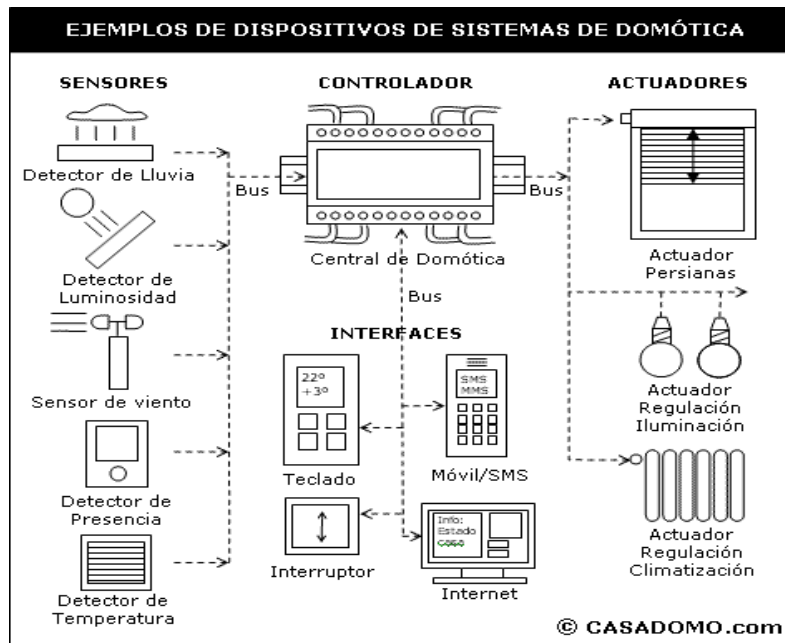 EJEMPLOS DE DISPOSITIVOS DE SISTEMAS DE DOMÓTICA
SENSORES
Detector de Lluvia
Detector de
Luminosidad
Sensor de viento
Detector de
Presencia
Detector de
Temperatura
Bus
CONTROLADOR
Central de Domótica
Bus
Bus
INTERFACES
22º
+3º
Teclado
SMS
MMS
Móvil/SMS
Interruptor
Info:
Estado
casa
Internet
ACTUADORES
Actuador
Persianas
Actuador
Regulación
Iluminación
Actuador
Regulación
Climatización
© CASADOMO.com